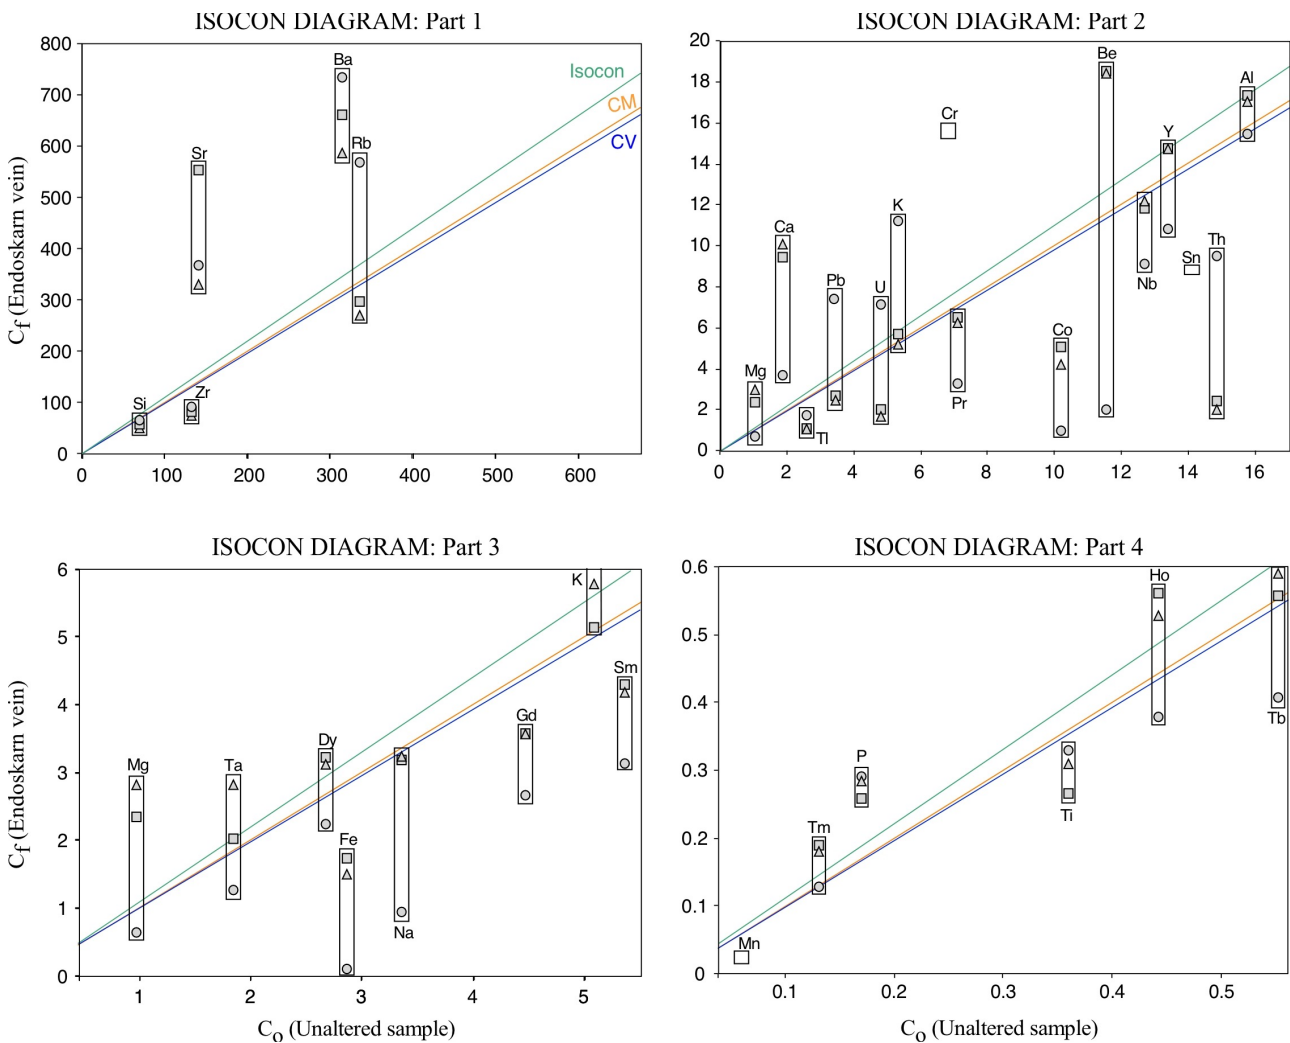 ISOCON DIAGRAM: Part 1
800
700
600
500
400
300
200
100
0
0 100 200 300 400 500 600
Cf (Endoskarn vein)
Isocon
CM
CV
Ba
Rb
Sr
Si
Zr
ISOCON DIAGRAM: Part 2
20
18
16
14
12
10
8
6
4
2
0
0 2 4 6 8 10 12 14 16
Be
Al
Cr
Y
K
Ca
Th
Sn
Pb
U
Nb
Co
Mg
Pr
Tl
ISOCON DIAGRAM: Part 3
6
5
4
3
2
1
0
1 2 3 4 5
Cf (Endoskarn vein)
Co (Unaltered sample)
K
Sm
Gd
Dy
Mg
Ta
Fe
Na
ISOCON DIAGRAM: Part 4
0.6
0.5
0.4
0.3
0.2
0.1
0
0.1 0.2 0.3 0.4 0.5
Co (Unaltered sample)
Ho
Tb
P
Ti
Tm
Mn